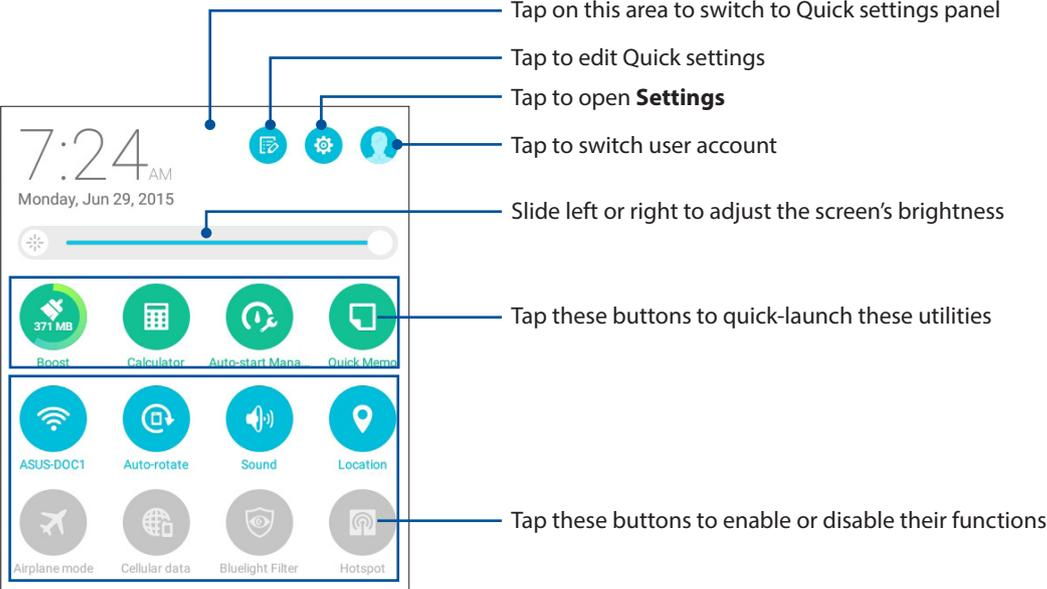 Tap on this area to switch to Quick settings panel
Tap to edit Quick settings
Tap to open Settings
7:24 AM
Tap to switch user account
Monday, Jun 29, 2015
Slide left or right to adjust the screen's brightness
371 MB
Tap these buttons to quick-launch these utilities
Boost Calculator Auto-start Mana... Quick Memo
ASUS-DOC1 Auto-rotate Sound Location
Tap these buttons to enable or disable their functions
Airplane mode Cellular data Bluelight Filter Hotspot